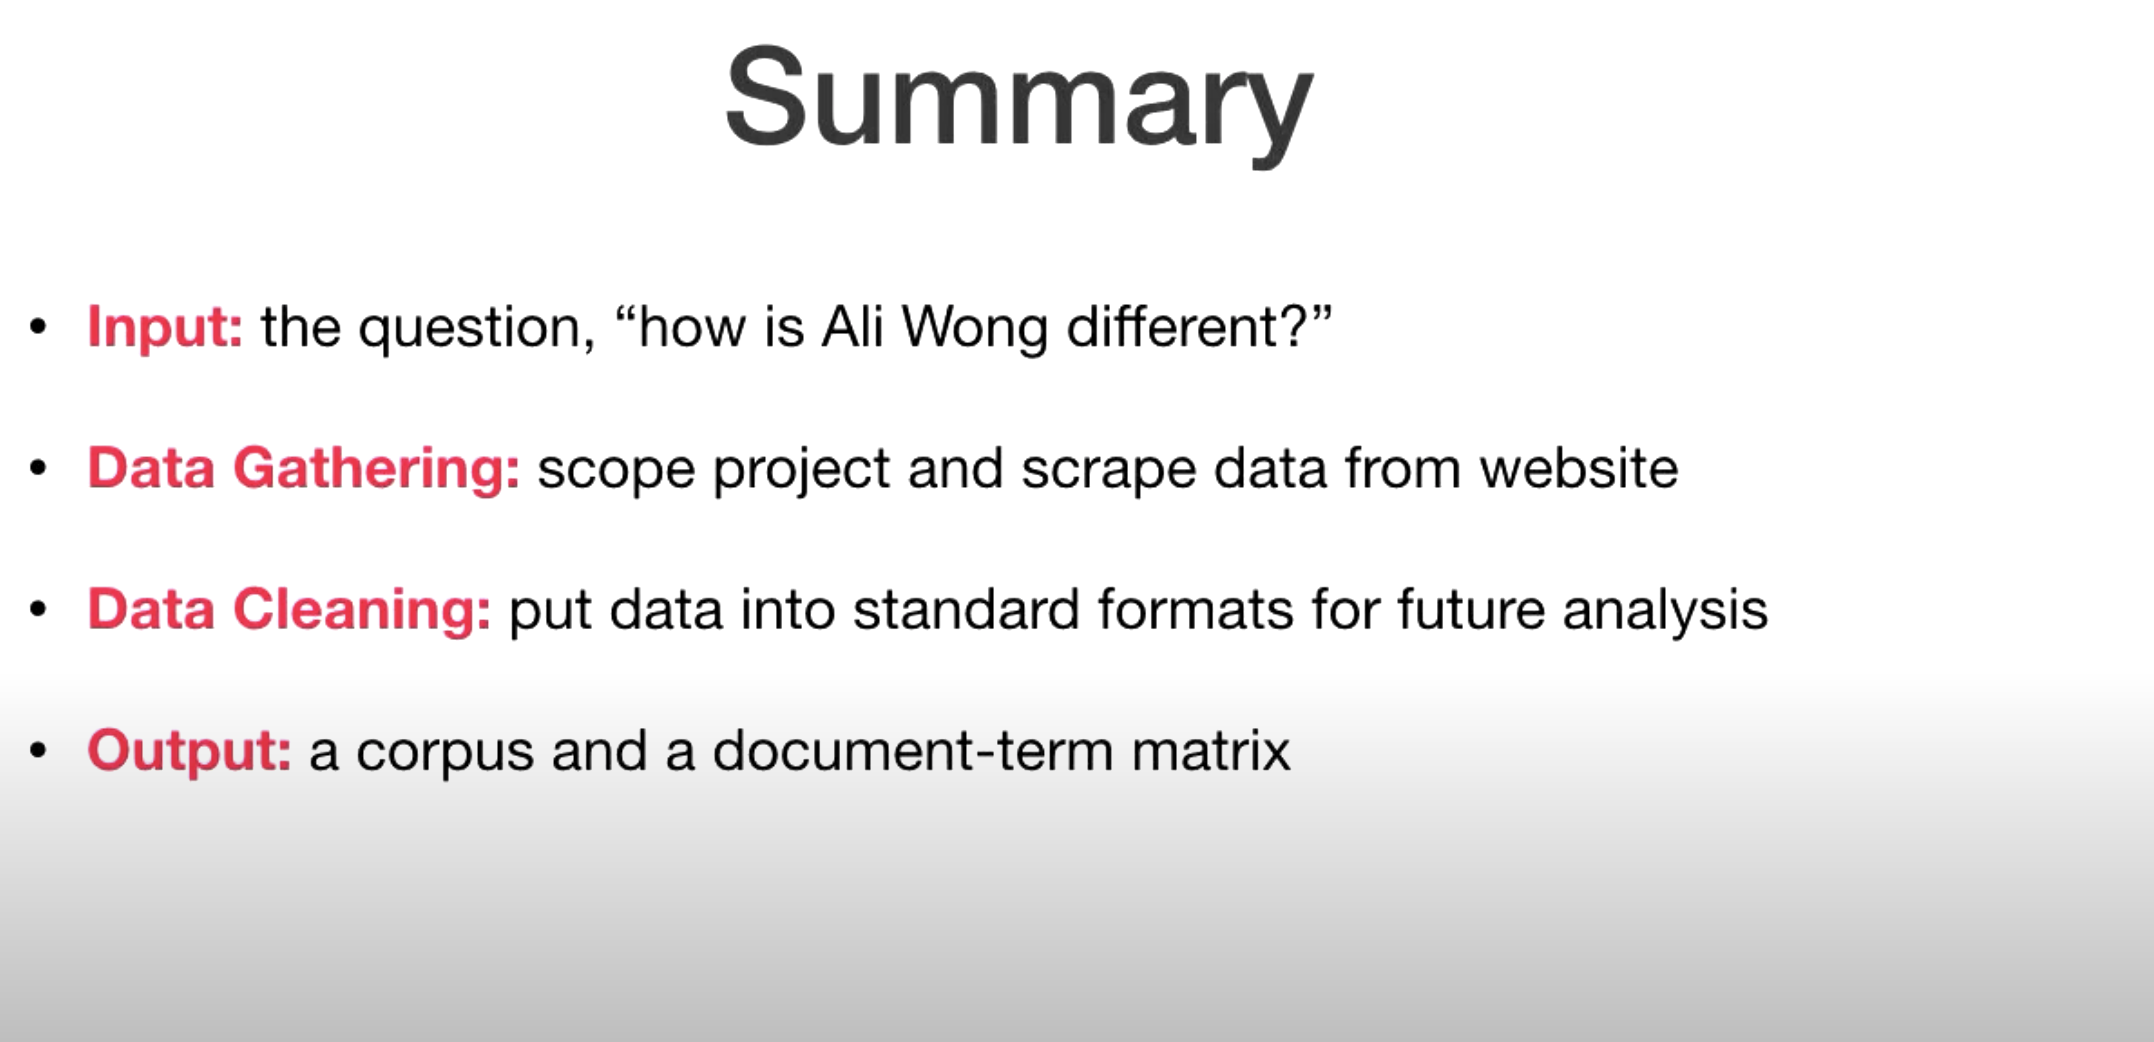 Summary
• Input: the question, “how is Ali Wong different?”
• Data Gathering: scope project and scrape data from website
• Data Cleaning: put data into standard formats for future analysis
• Output: a corpus and a document-term matrix